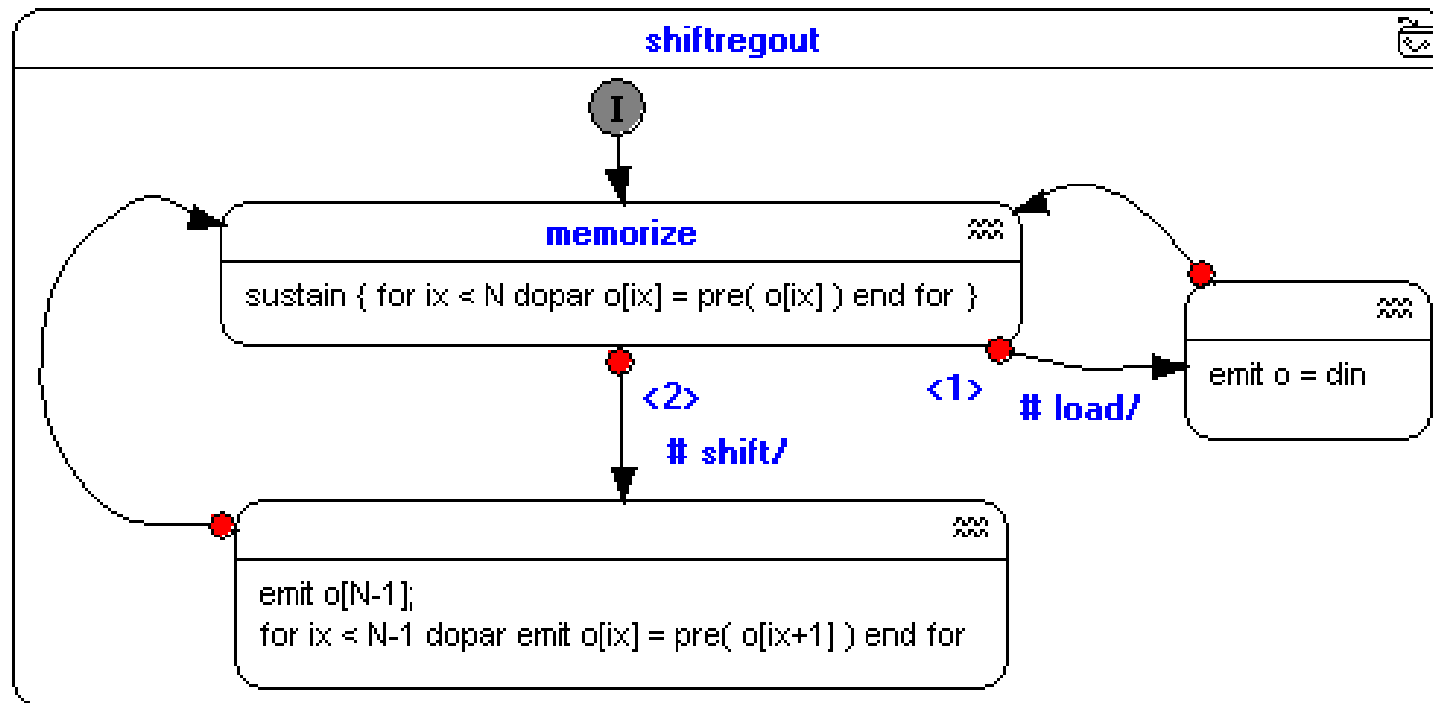 shiftregout
I
memorize
sustain { for ix < N dopar o[ix] = pre( o[ix] ) end for }
<2>
# shift/
<1>
# load/
emit o = din
emit o[N-1];
for ix < N-1 dopar emit o[ix] = pre( o[ix+1] ) end for